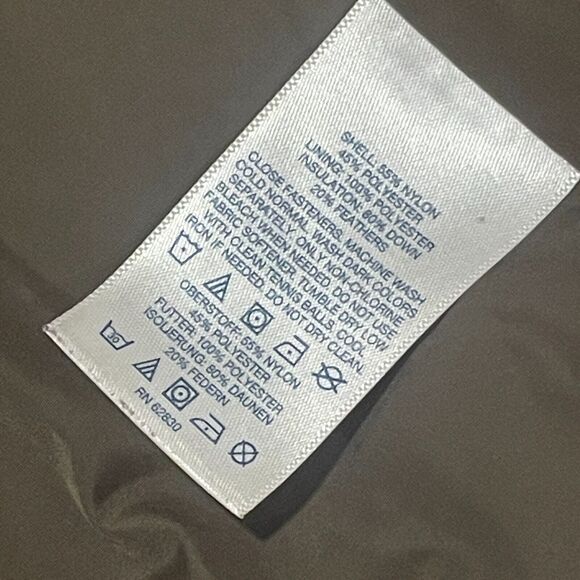 SHELL: 55% NYLON
45% POLYESTER
LINING: 100% POLYESTER
INSULATION: 80% DOWN
20% FEATHERS
CLOSE FASTENERS, MACHINE WASH
COLD NORMAL, WASH DARK COLORS
SEPARATELY, ONLY NON-CHLORINE
BLEACH WHEN NEEDED. DO NOT USE
FABRIC SOFTENER. TUMBLE DRY LOW
WITH CLEAN TENNIS BALLS. COOL
IRON IF NEEDED. DO NOT DRY CLEAN.
OBERSTOFF: 55% NYLON
45% POLYESTER
FUTTER: 100% POLYESTER
ISOLIERUNG: 80% DAUNEN
20% FEDERN
30
RN 62830